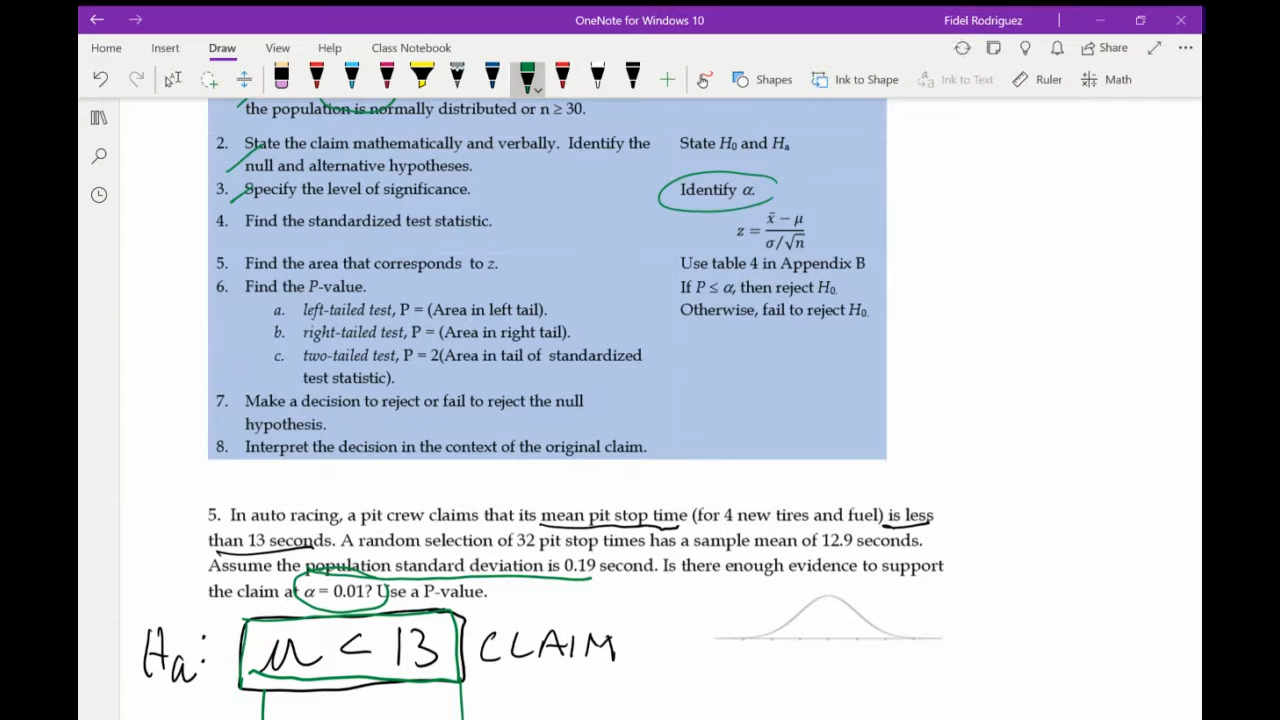 OneNote for Windows 10
Fidel Rodriguez
Home Insert Draw View Help Class Notebook Share
Shapes Ink to Shape Ink to Text Ruler Math
the population is normally distributed or n ≥ 30.
2. State the claim mathematically and verbally. Identify the State H₀ and Hₐ
null and alternative hypotheses.
3. Specify the level of significance. Identify α.
4. Find the standardized test statistic. z = (x̄ − μ)/(σ/√n)
5. Find the area that corresponds to z. Use table 4 in Appendix B
6. Find the P-value. If P ≤ α, then reject H₀.
a. left-tailed test, P = (Area in left tail). Otherwise, fail to reject H₀.
b. right-tailed test, P = (Area in right tail).
c. two-tailed test, P = 2(Area in tail of standardized
test statistic).
7. Make a decision to reject or fail to reject the null
hypothesis.
8. Interpret the decision in the context of the original claim.
5. In auto racing, a pit crew claims that its mean pit stop time (for 4 new tires and fuel) is less
than 13 seconds. A random selection of 32 pit stop times has a sample mean of 12.9 seconds.
Assume the population standard deviation is 0.19 second. Is there enough evidence to support
the claim at α = 0.01? Use a P-value.
Hₐ: μ < 13 CLAIM